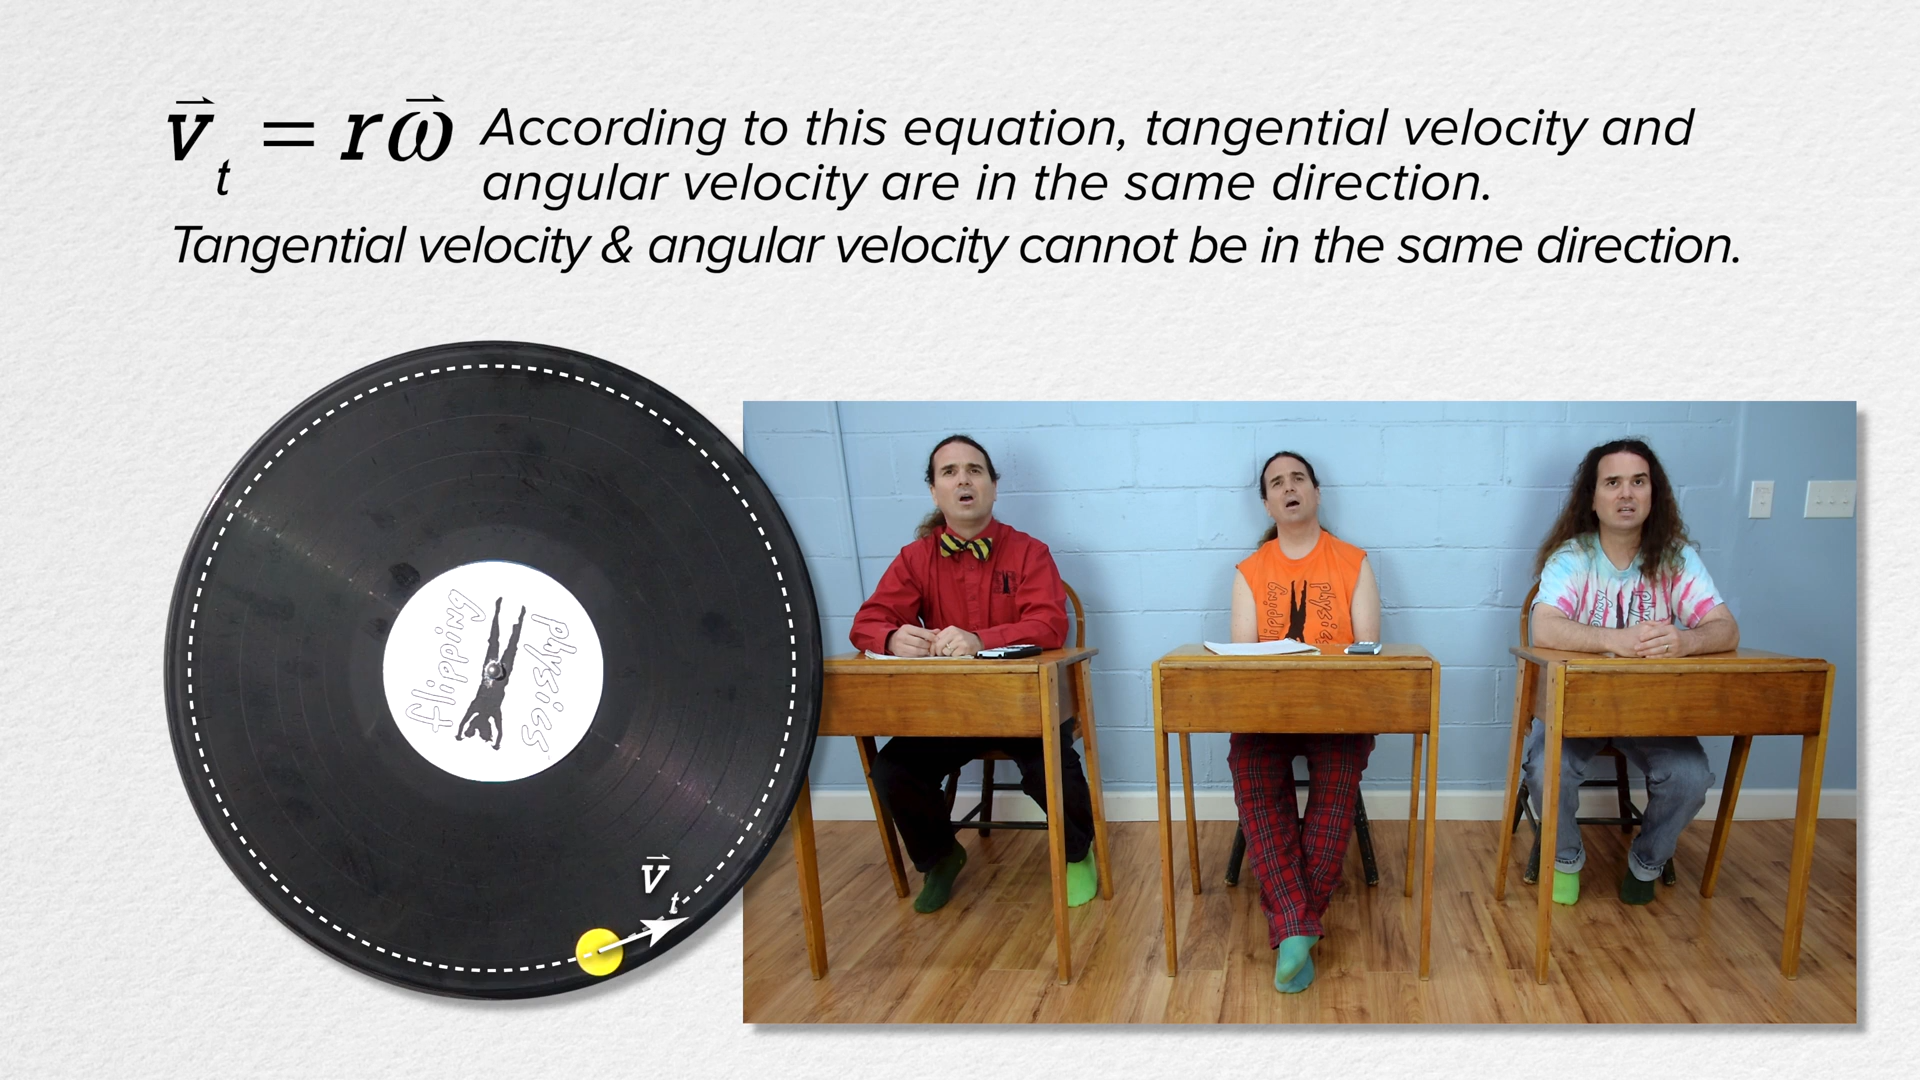 v⃗ₜ = rω⃗ According to this equation, tangential velocity and
angular velocity are in the same direction.
Tangential velocity & angular velocity cannot be in the same direction.
flipping
physics
v⃗ₜ
physics